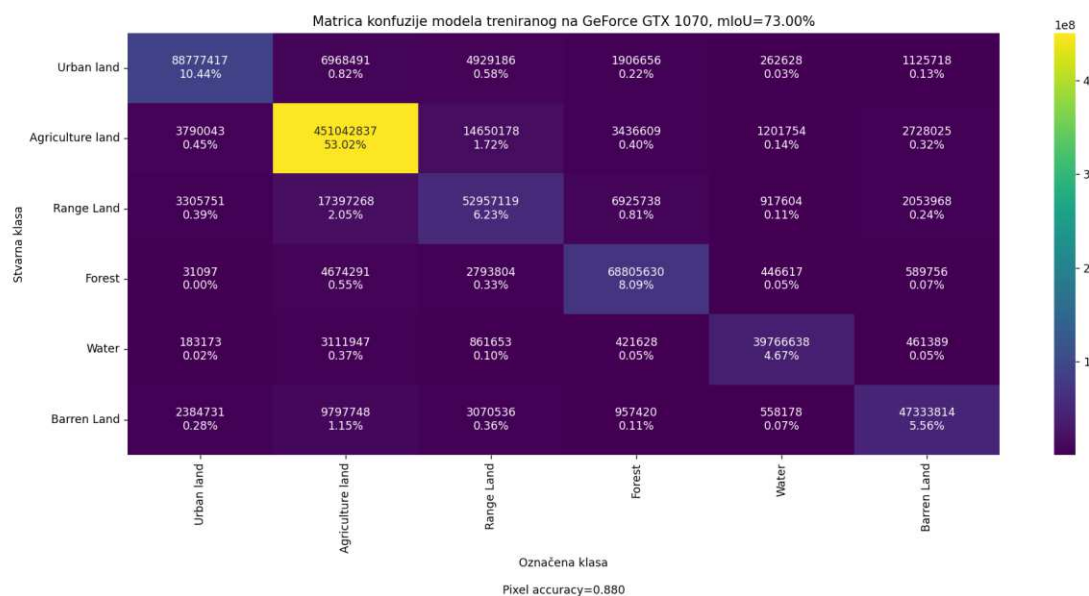 Matrica konfuzije modela treniranog na GeForce GTX 1070, mIoU=73.00%
1e8
Urban land
88777417 6968491 4929186 1906656 262628 1125718
10.44% 0.82% 0.58% 0.22% 0.03% 0.13%
Agriculture land
3790043 451042837 14650178 3436609 1201754 2728025
0.45% 53.02% 1.72% 0.40% 0.14% 0.32%
Range Land
3305751 17397268 52957119 6925738 917604 2053968
0.39% 2.05% 6.23% 0.81% 0.11% 0.24%
Forest
31097 4674291 2793804 68805630 446617 589756
0.00% 0.55% 0.33% 8.09% 0.05% 0.07%
Water
183173 3111947 861653 421628 39766638 461389
0.02% 0.37% 0.10% 0.05% 4.67% 0.05%
Barren Land
2384731 9797748 3070536 957420 558178 47333814
0.28% 1.15% 0.36% 0.11% 0.07% 5.56%
Stvarna klasa
4
3
2
1
Urban land
Agriculture land
Range Land
Forest
Water
Barren Land
Označena klasa
Pixel accuracy=0.880